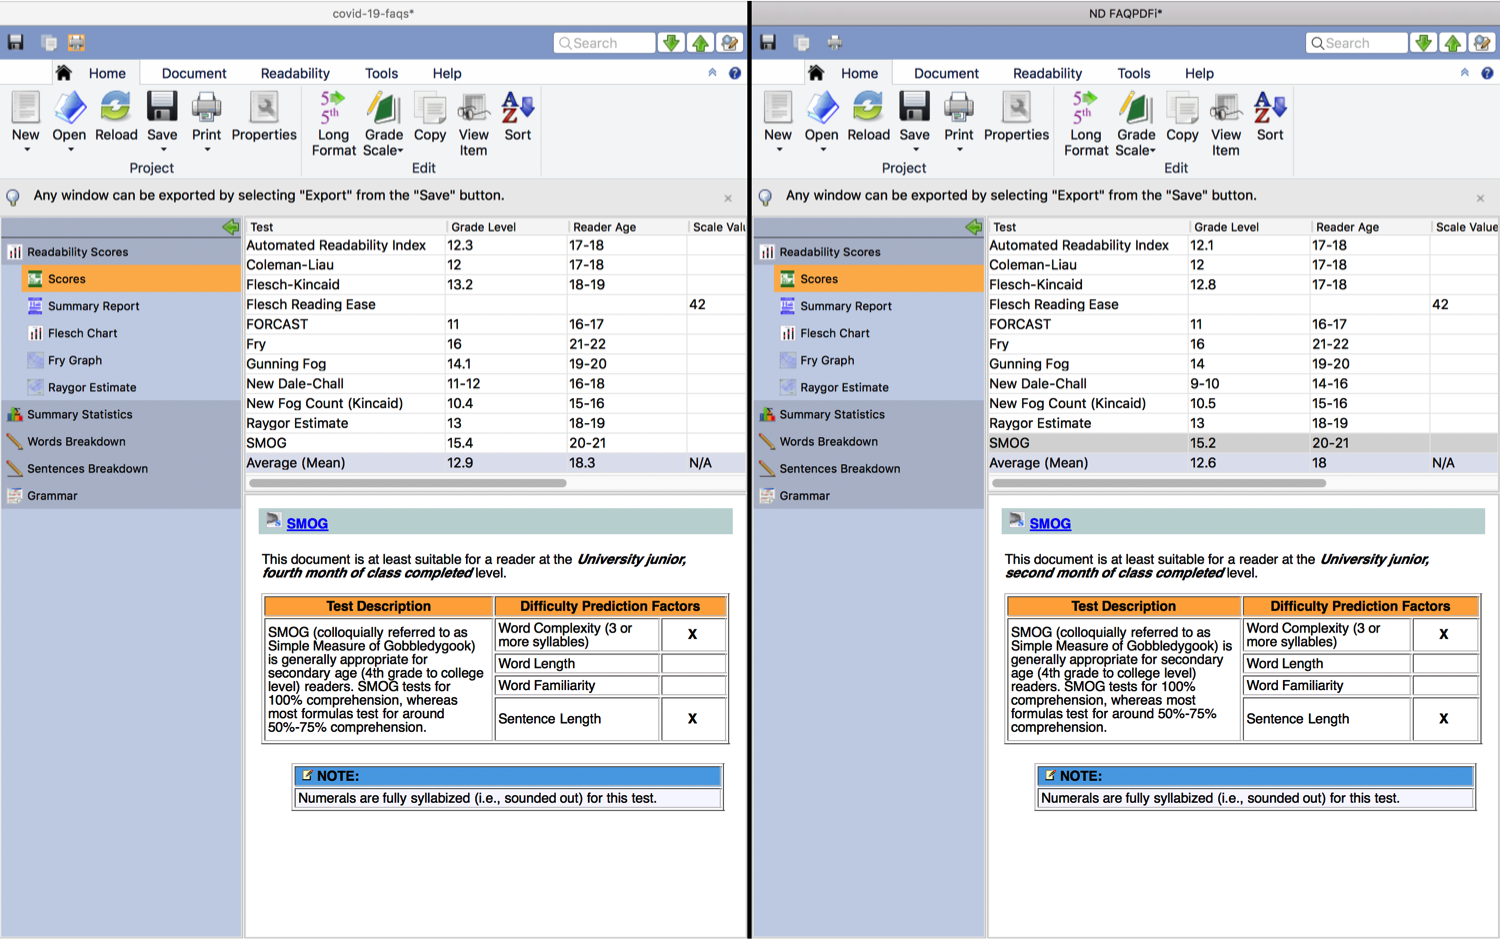 covid-19-faqs*
Search
Home Document Readability Tools Help
New Open Reload Save Print Properties Long Format Grade Scale Copy View Item Sort
Project Edit
Any window can be exported by selecting "Export" from the "Save" button.
Readability Scores
Scores
Summary Report
Flesch Chart
Fry Graph
Raygor Estimate
Summary Statistics
Words Breakdown
Sentences Breakdown
Grammar
Test Grade Level Reader Age Scale Valu
Automated Readability Index 12.3 17-18
Coleman-Liau 12 17-18
Flesch-Kincaid 13.2 18-19
Flesch Reading Ease 42
FORCAST 11 16-17
Fry 16 21-22
Gunning Fog 14.1 19-20
New Dale-Chall 11-12 16-18
New Fog Count (Kincaid) 10.4 15-16
Raygor Estimate 13 18-19
SMOG 15.4 20-21
Average (Mean) 12.9 18.3 N/A
SMOG
This document is at least suitable for a reader at the University junior,
fourth month of class completed level.
Test Description Difficulty Prediction Factors
SMOG (colloquially referred to as
Simple Measure of Gobbledygook)
is generally appropriate for
secondary age (4th grade to college
level) readers. SMOG tests for
100% comprehension, whereas
most formulas test for around
50%-75% comprehension.
Word Complexity (3 or
more syllables) X
Word Length
Word Familiarity
Sentence Length X
NOTE:
Numerals are fully syllabized (i.e., sounded out) for this test.
ND FAQPDFi*
Search
Home Document Readability Tools Help
New Open Reload Save Print Properties Long Format Grade Scale Copy View Item Sort
Project Edit
Any window can be exported by selecting "Export" from the "Save" button.
Readability Scores
Scores
Summary Report
Flesch Chart
Fry Graph
Raygor Estimate
Summary Statistics
Words Breakdown
Sentences Breakdown
Grammar
Test Grade Level Reader Age Scale Value
Automated Readability Index 12.1 17-18
Coleman-Liau 12 17-18
Flesch-Kincaid 12.8 17-18
Flesch Reading Ease 42
FORCAST 11 16-17
Fry 16 21-22
Gunning Fog 14 19-20
New Dale-Chall 9-10 14-16
New Fog Count (Kincaid) 10.5 15-16
Raygor Estimate 13 18-19
SMOG 15.2 20-21
Average (Mean) 12.6 18 N/A
SMOG
This document is at least suitable for a reader at the University junior,
second month of class completed level.
Test Description Difficulty Prediction Factors
SMOG (colloquially referred to as
Simple Measure of Gobbledygook) is
generally appropriate for secondary
age (4th grade to college level)
readers. SMOG tests for 100%
comprehension, whereas most
formulas test for around 50%-75%
comprehension.
Word Complexity (3 or
more syllables) X
Word Length
Word Familiarity
Sentence Length X
NOTE:
Numerals are fully syllabized (i.e., sounded out) for this test.